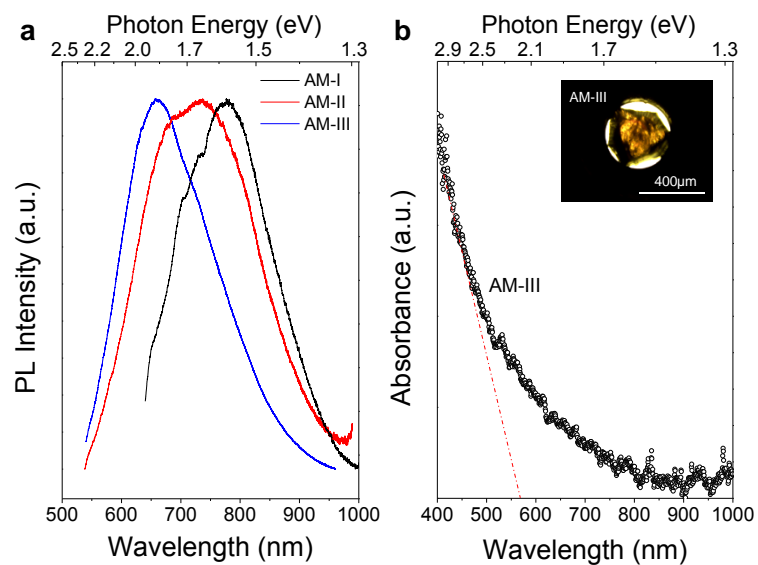 a
Photon Energy (eV)
2.5 2.2 1.9 1.7 1.5 1.3
AM-I
AM-II
AM-III
PL Intensity (a.u.)
500 600 700 800 900 1000
Wavelength (nm)
b
Photon Energy (eV)
2.9 2.5 2.1 1.7 1.3
AM-III
400μm
AM-III
Absorbance (a.u.)
400 500 600 700 800 900 1000
Wavelength (nm)